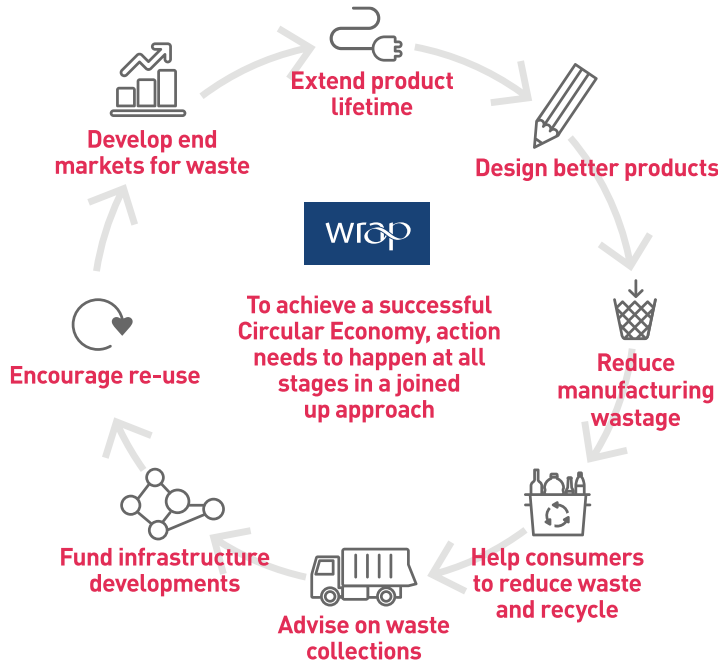 Extend product
lifetime
Design better products
Reduce
manufacturing
wastage
Help consumers
to reduce waste
and recycle
Advise on waste
collections
Fund infrastructure
developments
Encourage re-use
Develop end
markets for waste
wrap
To achieve a successful
Circular Economy, action
needs to happen at all
stages in a joined
up approach